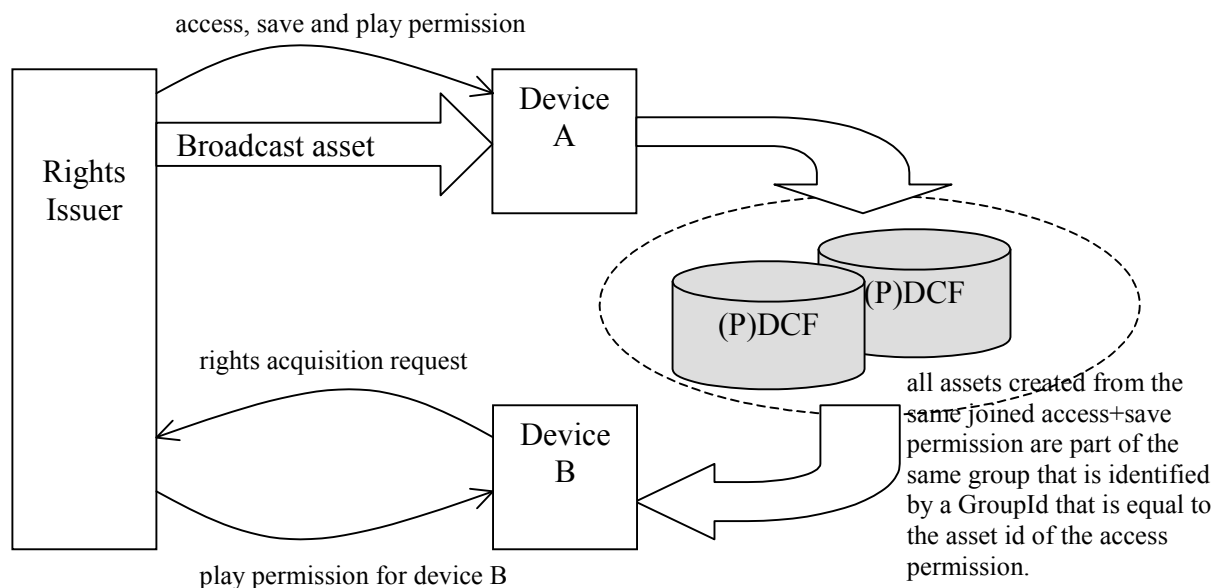 access, save and play permission
Rights
Issuer
Broadcast asset
Device
A
(P)DCF
(P)DCF
rights acquisition request
Device
B
play permission for device B
all assets created from the
same joined access+save
permission are part of the
same group that is identified
by a GroupId that is equal to
the asset id of the access
permission.